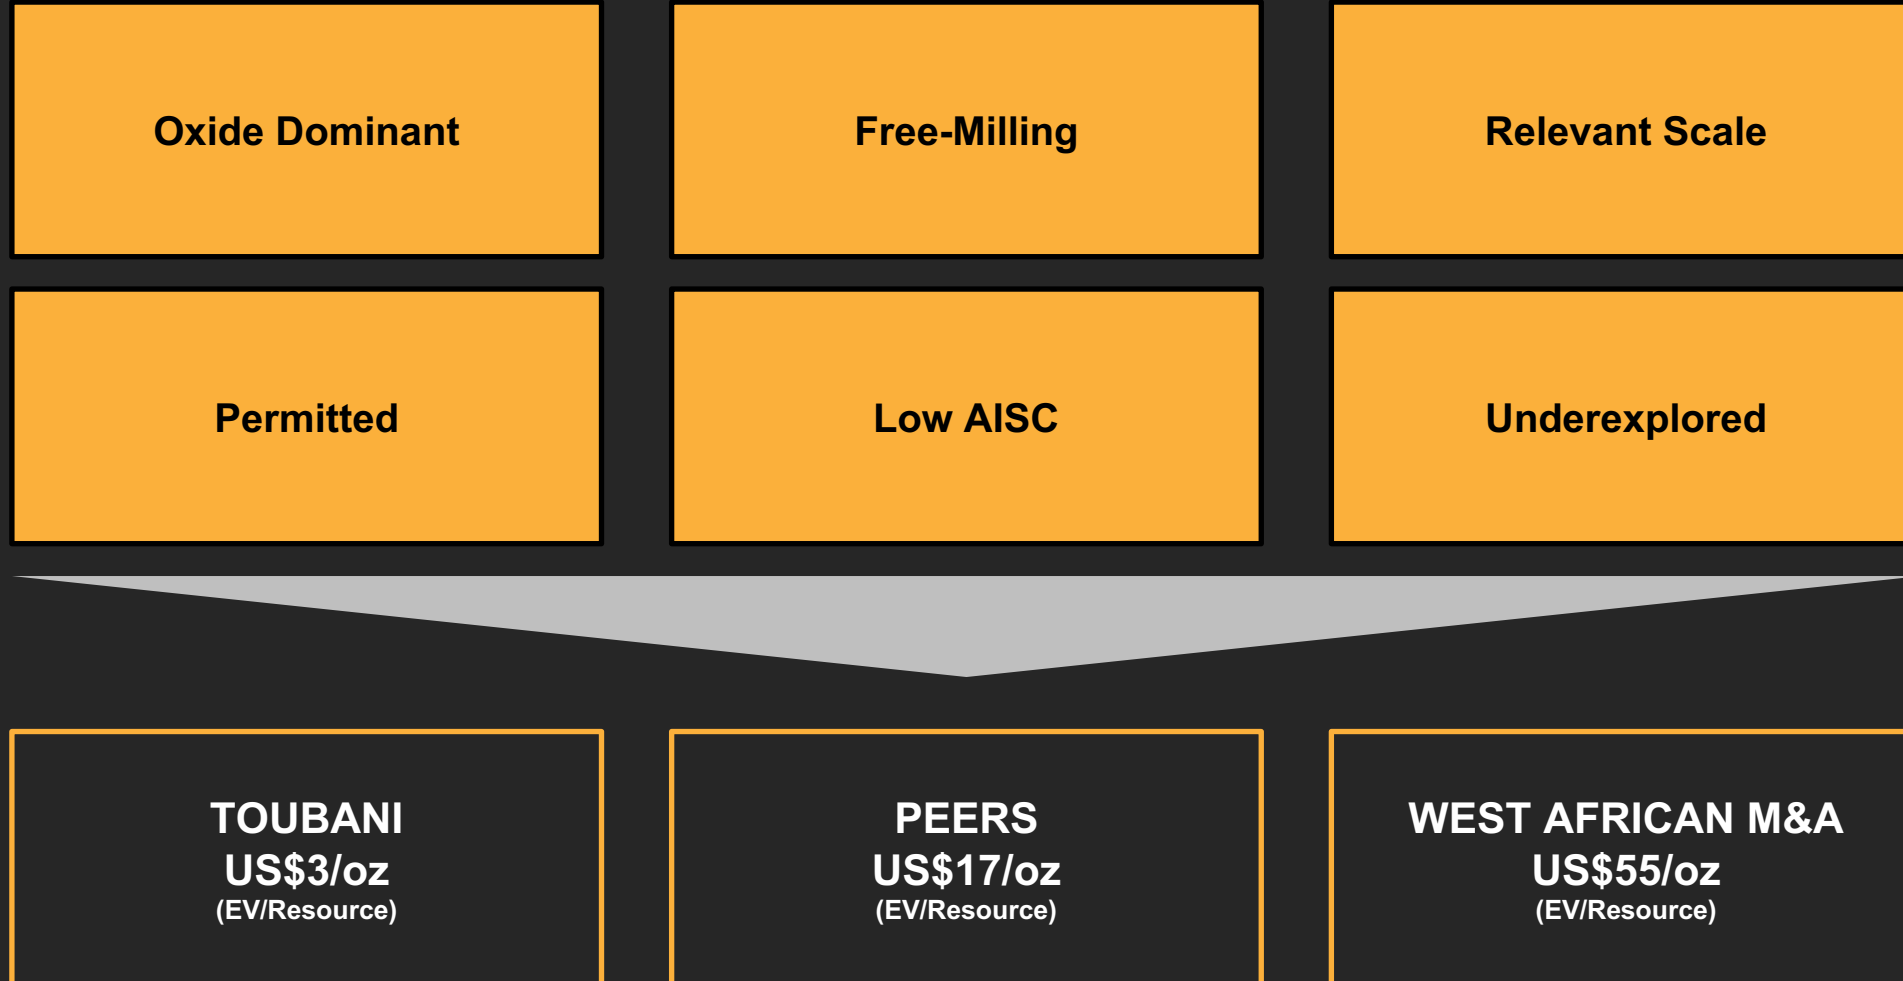 Oxide Dominant
Free-Milling
Relevant Scale
Permitted
Low AISC
Underexplored
TOUBANI
US$3/oz
(EV/Resource)
PEERS
US$17/oz
(EV/Resource)
WEST AFRICAN M&A
US$55/oz
(EV/Resource)